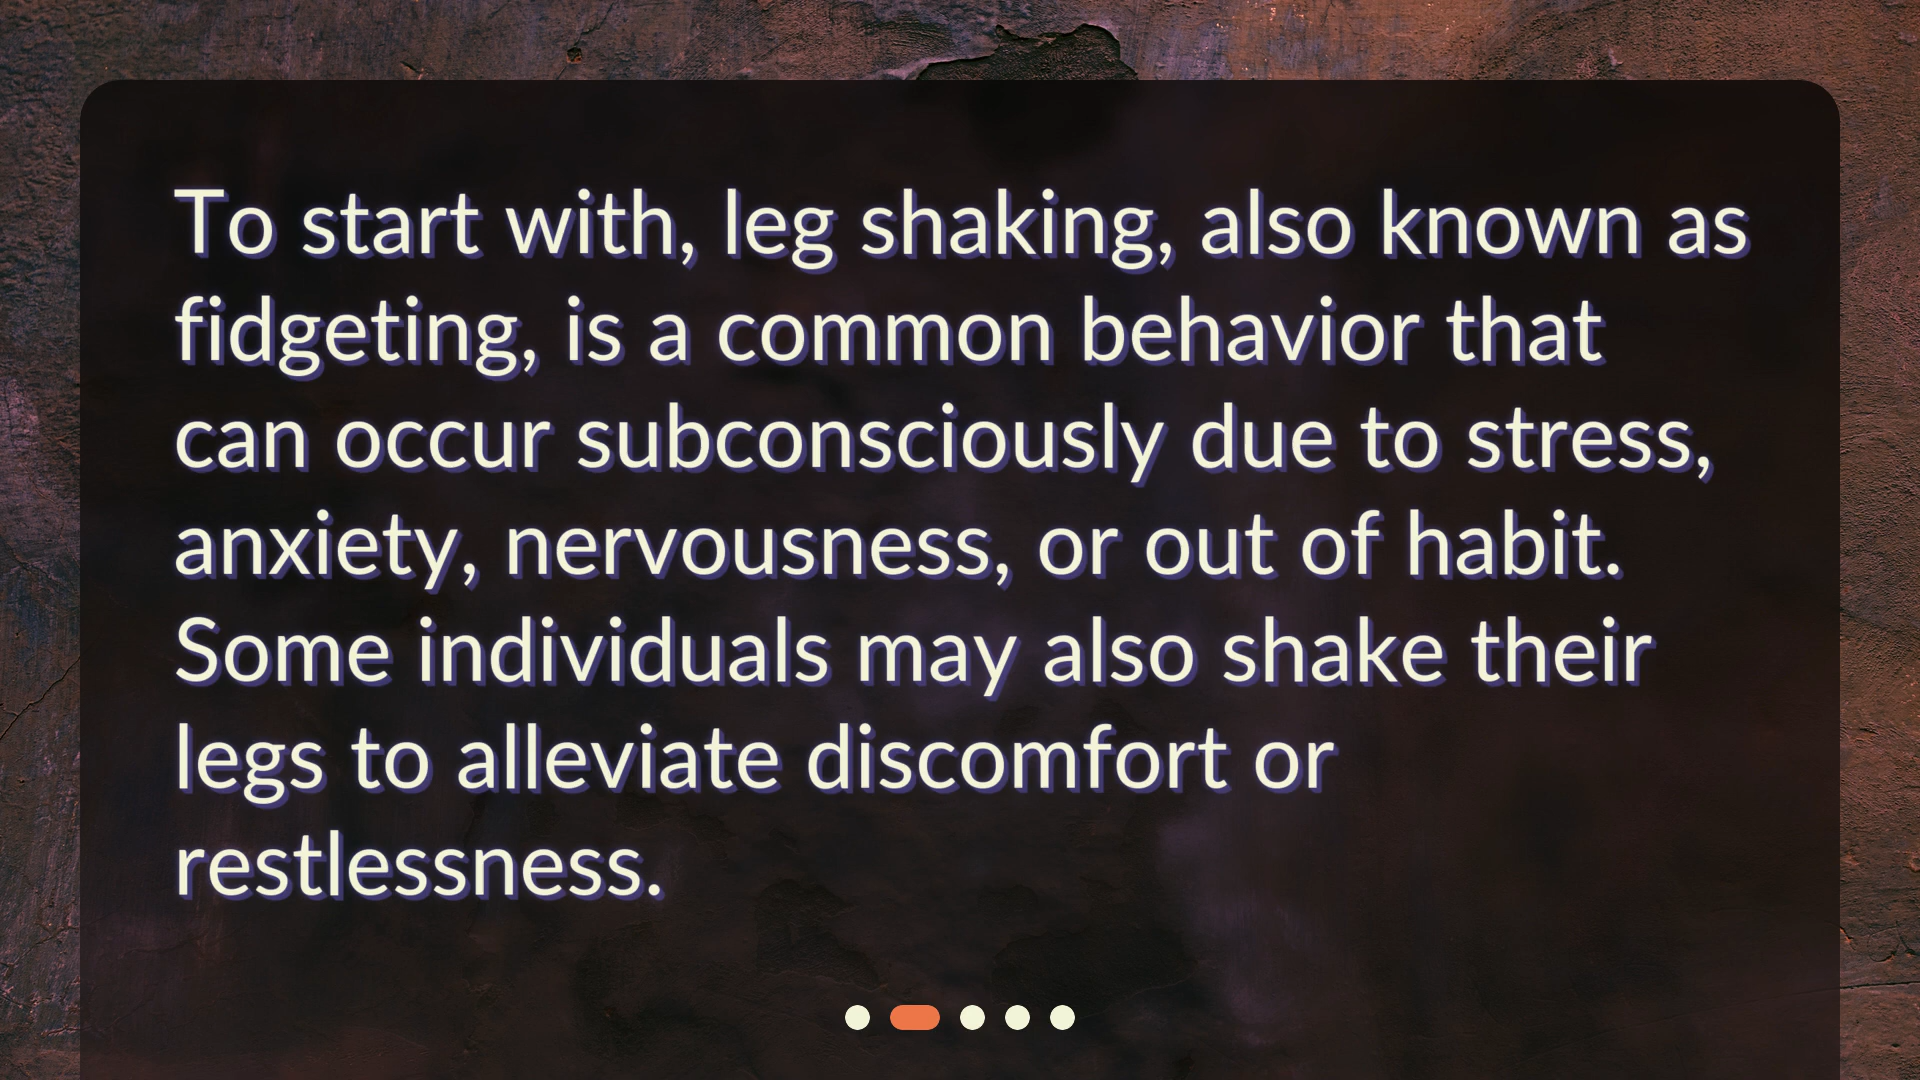 To start with, leg shaking, also known as
fidgeting, is a common behavior that
can occur subconsciously due to stress,
anxiety, nervousness, or out of habit.
Some individuals may also shake their
legs to alleviate discomfort or
restlessness.